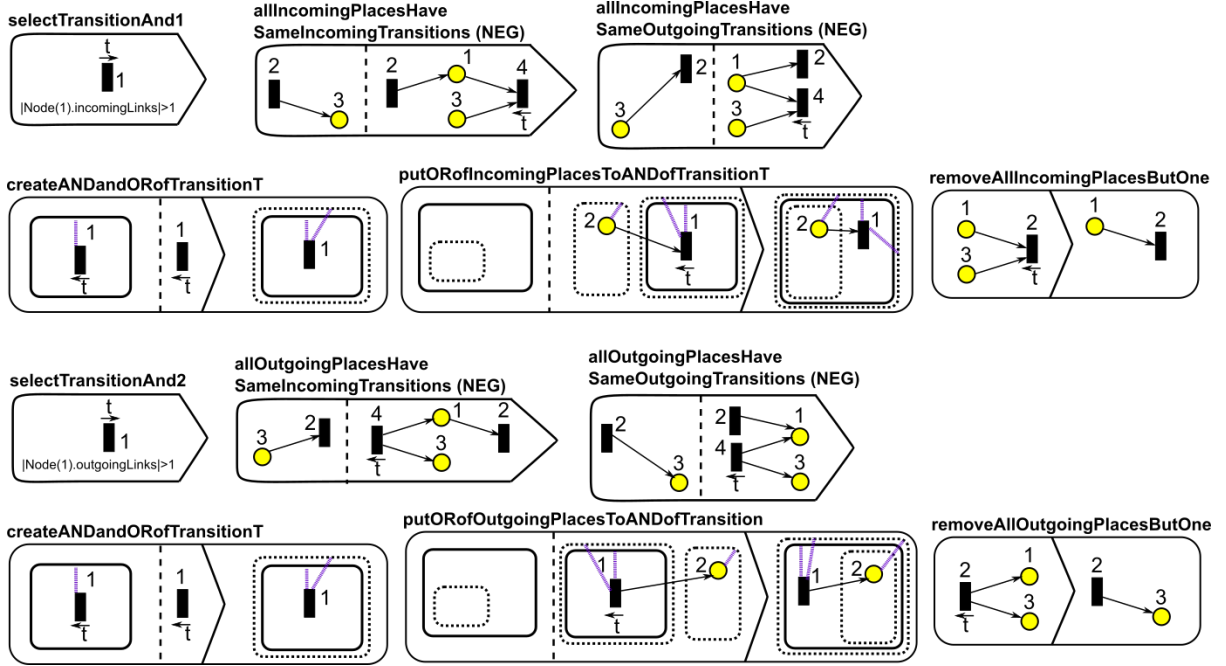 selectTransitionAnd1
t
1
|Node(1).incomingLinks|>1
allIncomingPlacesHave
SameIncomingTransitions (NEG)
2
3
2
1
3
4
t
allIncomingPlacesHave
SameOutgoingTransitions (NEG)
2
3
1
2
3
4
t
createANDandORofTransitionT
1
t
1
t
1
putORofIncomingPlacesToANDofTransitionT
2
1
t
2
1
removeAllIncomingPlacesButOne
1
3
2
t
1
2
selectTransitionAnd2
t
1
|Node(1).outgoingLinks|>1
allOutgoingPlacesHave
SameIncomingTransitions (NEG)
3
2
4
1
2
3
t
allOutgoingPlacesHave
SameOutgoingTransitions (NEG)
2
3
2
1
4
3
t
createANDandORofTransitionT
1
t
1
t
1
putORofOutgoingPlacesToANDofTransition
1
2
t
1
2
removeAllOutgoingPlacesButOne
2
1
3
t
2
3